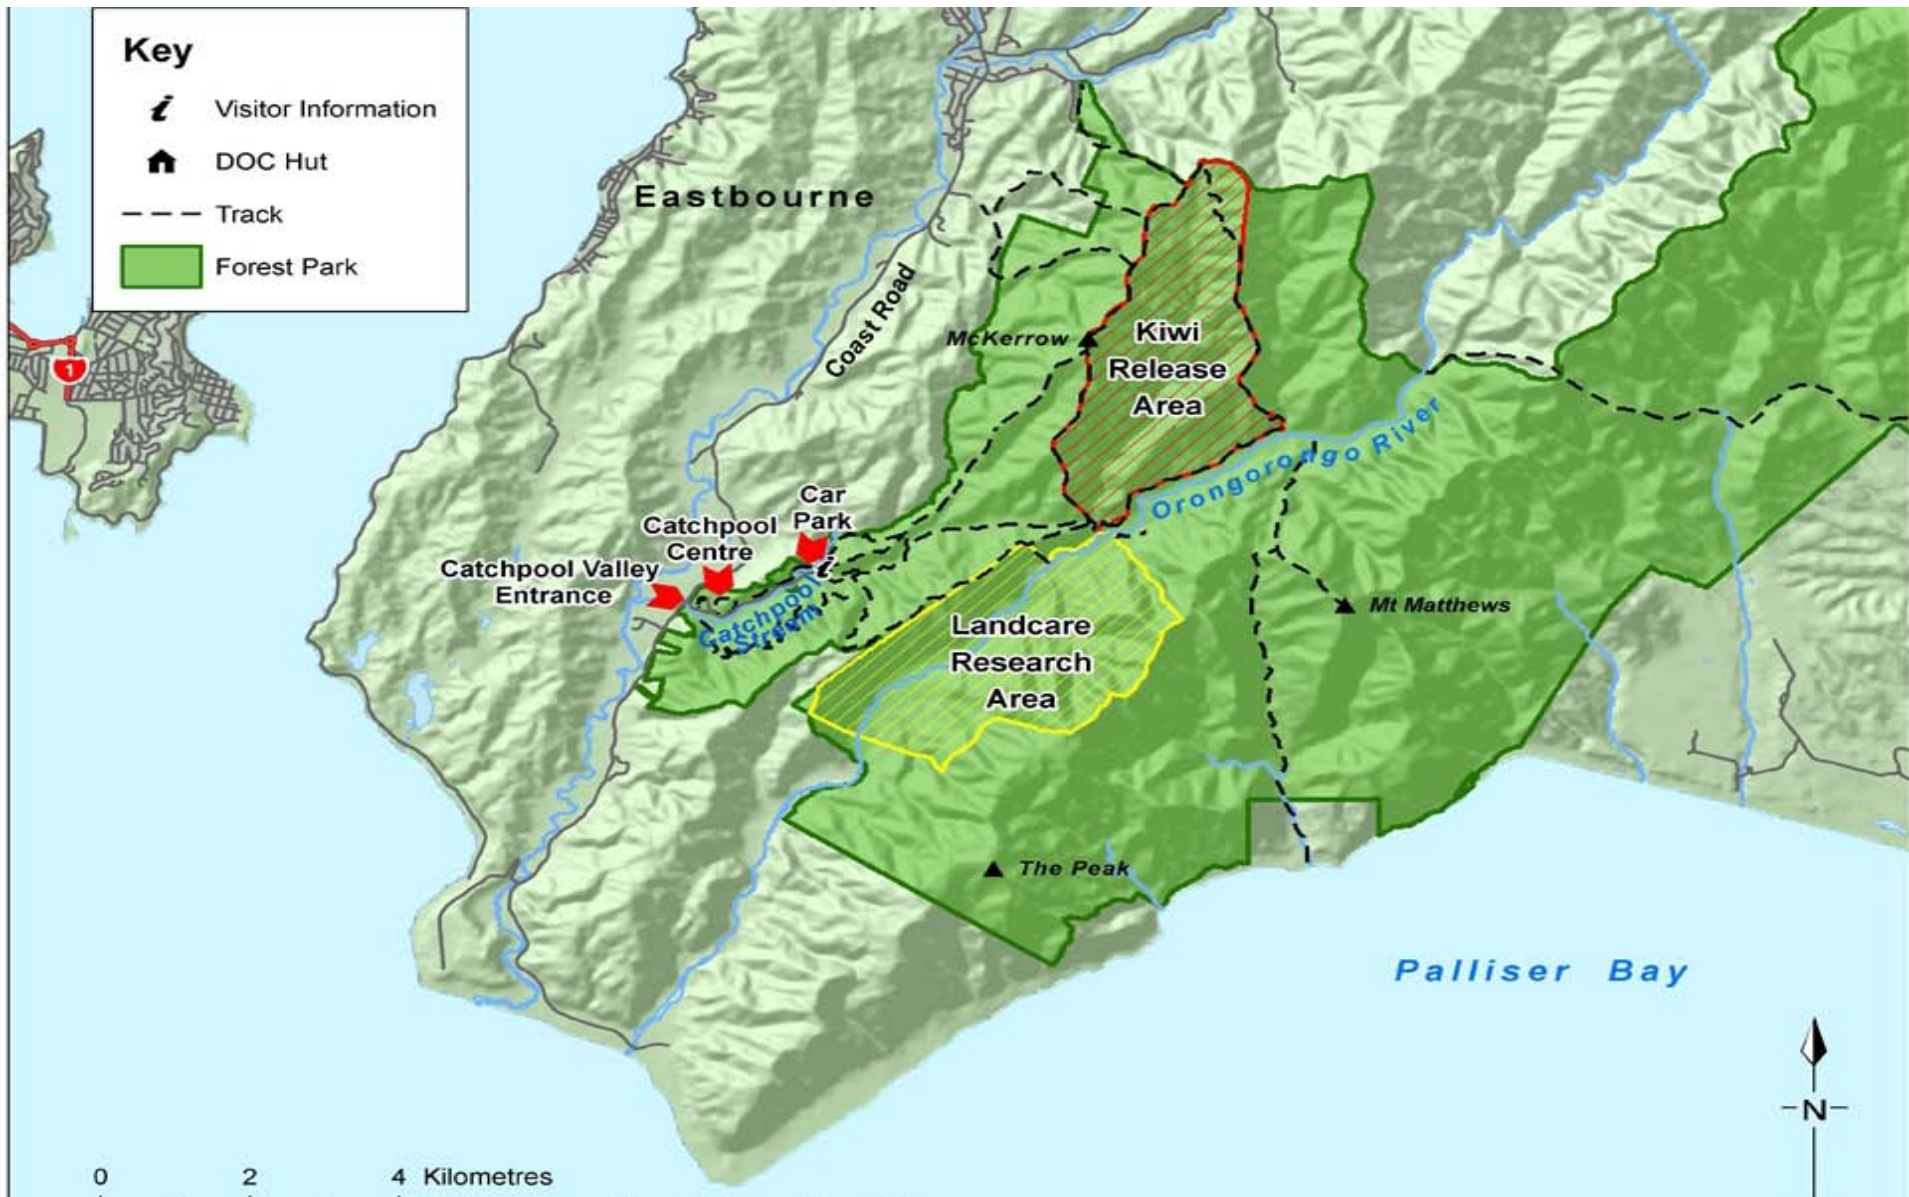 Key
i
Visitor Information
DOC Hut
Track
Forest Park
1
Eastbourne
Coast Road
McKerrow
Kiwi
Release
Area
Orongorongo River
Car
Park
Catchpool
Centre
Catchpool Valley
Entrance
i
Catchpool
Stream
Landcare
Research
Area
Mt Matthews
The Peak
Palliser Bay
N
0 2 4 Kilometres